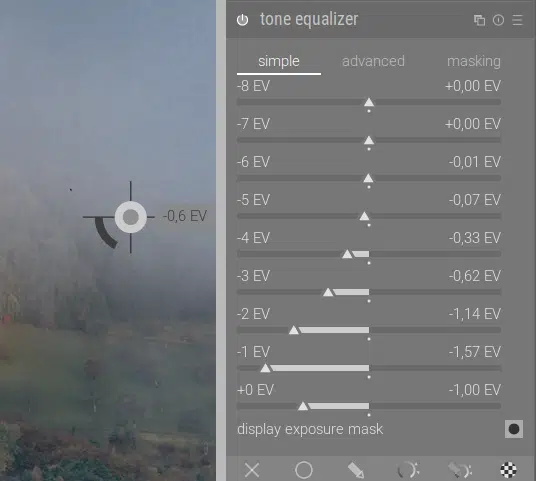 tone equalizer
simple advanced masking
-8 EV +0,00 EV
-7 EV +0,00 EV
-6 EV -0,01 EV
-5 EV -0,07 EV
-4 EV -0,33 EV
-0,6 EV
-3 EV -0,62 EV
-2 EV -1,14 EV
-1 EV -1,57 EV
+0 EV -1,00 EV
display exposure mask